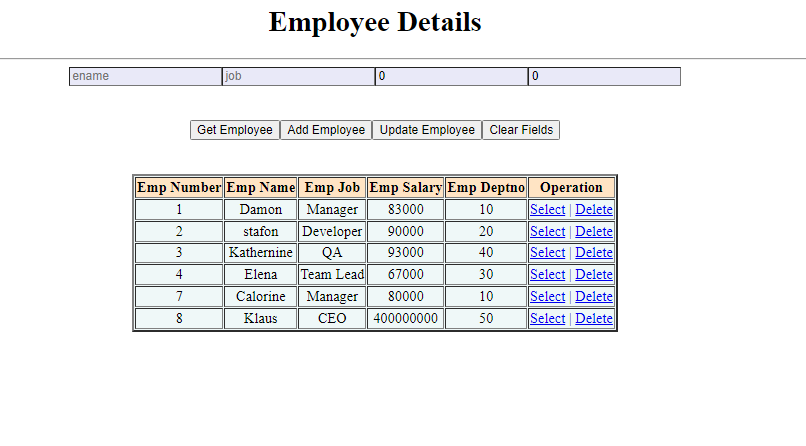 Employee Details
ename job 0 0
Get Employee Add Employee Update Employee Clear Fields
Emp Number Emp Name Emp Job Emp Salary Emp Deptno Operation
1 Damon Manager 83000 10 Select | Delete
2 stafon Developer 90000 20 Select | Delete
3 Kathernine QA 93000 40 Select | Delete
4 Elena Team Lead 67000 30 Select | Delete
7 Calorine Manager 80000 10 Select | Delete
8 Klaus CEO 400000000 50 Select | Delete